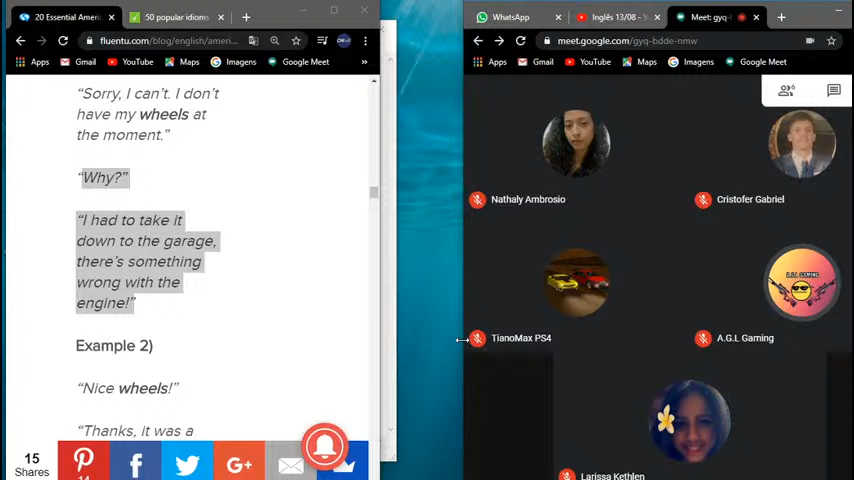 20 Essential Americ
50 popular idioms
fluentu.com/blog/english/ameri...
Apps
Gmail
YouTube
Maps
Imagens
Google Meet
»
“Sorry, I can’t. I don’t
have my wheels at
the moment.”
“Why?”
“I had to take it
down to the garage,
there’s something
wrong with the
engine!”
Example 2)
“Nice wheels!”
“Thanks, it was a
15
Shares
14
WhatsApp
Inglês 13/08 - Y
Meet: gyq-l
meet.google.com/gyq-bdde-nmw
Apps
Gmail
YouTube
Maps
Imagens
Google Meet
6
Nathaly Ambrosio
Cristofer Gabriel
TianoMax PS4
A.G.L GAMING
A.G.L Gaming
Larissa Kethlen